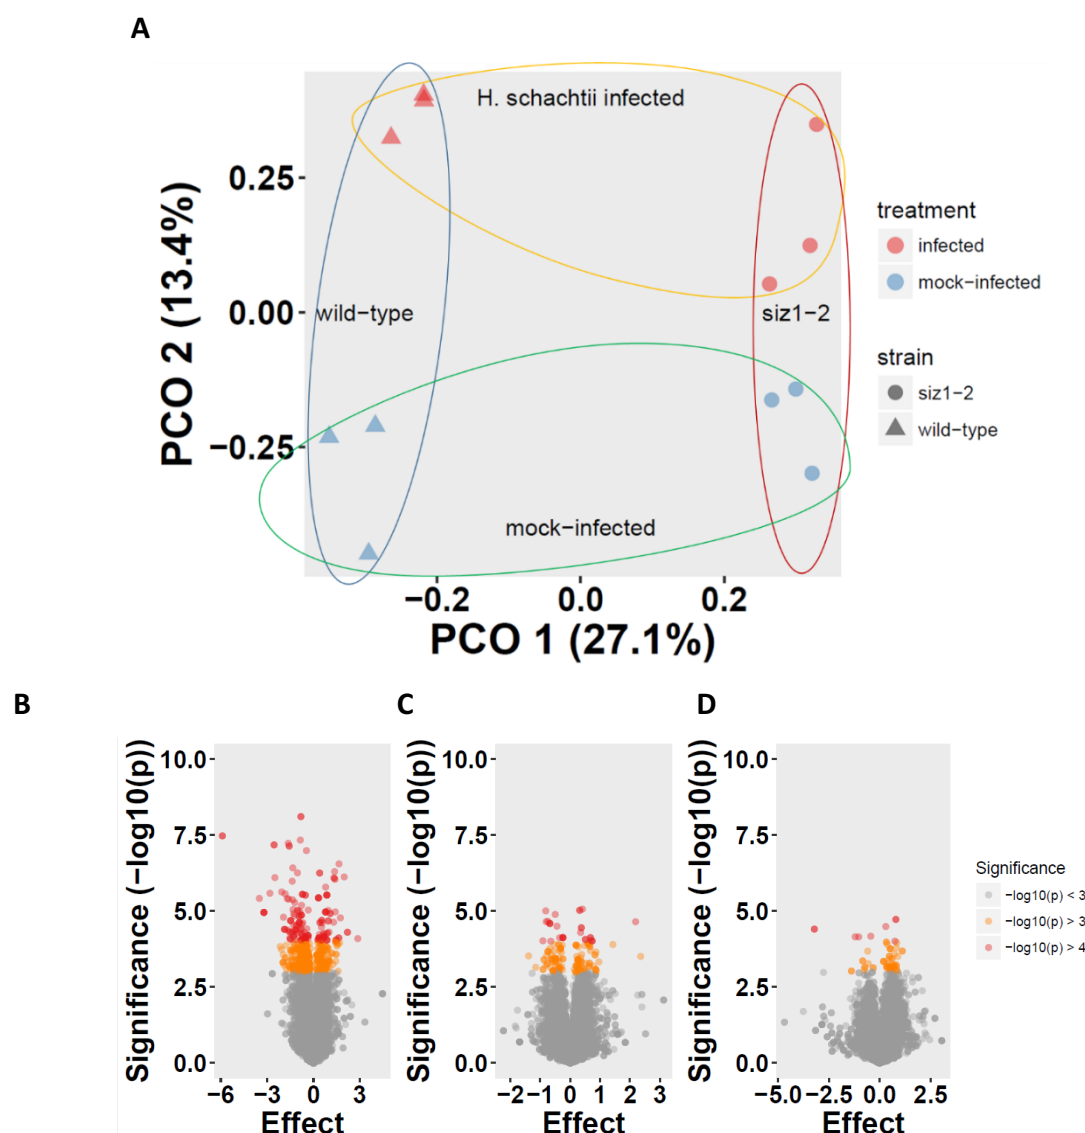 A
H. schachtii infected
0.25
0.00
−0.25
PCO 2 (13.4%)
wild−type
siz1−2
mock−infected
−0.2
0.0
0.2
PCO 1 (27.1%)
treatment
infected
mock−infected
strain
siz1−2
wild−type
B
C
D
Significance (−log10(p))
10.0
7.5
5.0
2.5
0.0
−6
−3
0
3
Effect
Significance (−log10(p))
10.0
7.5
5.0
2.5
0.0
−2
−1
0
1
2
3
Effect
Significance (−log10(p))
10.0
7.5
5.0
2.5
0.0
−5.0
−2.5
0.0
2.5
Effect
Significance
−log10(p) < 3
−log10(p) > 3
−log10(p) > 4